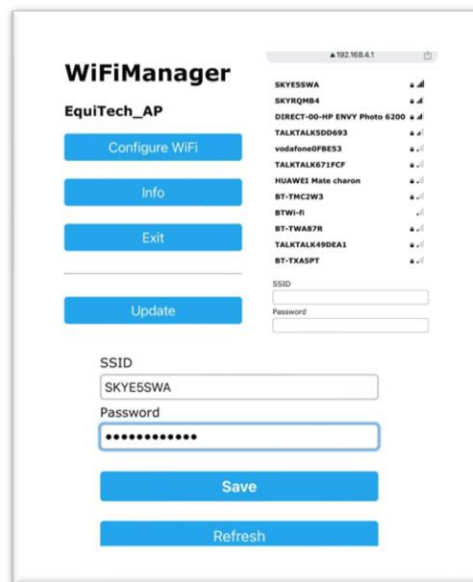 WiFiManager
EquiTech_AP
Configure WiFi
Info
Exit
Update
192.168.4.1
SKYE5SWA
SKYRQMB4
DIRECT-00-HP ENVY Photo 6200
TALKTALK5DD693
vodafone0FBE53
TALKTALK671FCF
HUAWEI Mate charon
BT-TMC2W3
BTWi-fi
BT-TWA87R
TALKTALK49DEA1
BT-TXA5PT
SSID
Password
SSID
SKYE5SWA
Password
••••••••••••
Save
Refresh